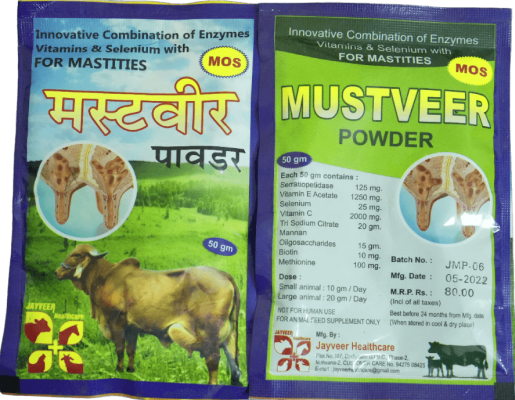 Innovative Combination of Enzymes
Vitamins & Selenium with
FOR MASTITIES
MOS
मस्टवीर
पावडर
50 gm
JAYVEER
Healthcare
Innovative Combination of Enzymes
Vitamins & Selenium with
FOR MASTITIES
MOS
MUSTVEER
POWDER
50 gm
Each 50 gm contains :
Serratiopetidase 125 mg.
Vitamin E Acetate 1250 mg.
Selenium 25 mg.
Vitamin C 2000 mg.
Tri Sodium Citrate 20 gm.
Mannan
Oligosaccharides 15 gm.
Biotin 10 mg.
Methionine 100 mg.
Dose :
Small animal : 10 gm / Day
Large animal : 20 gm / Day
NOT FOR HUMAN USE
FOR ANIMAL FEED SUPPLEMENT ONLY
Batch No. : JMP-06
Mfg. Date : 05-2022
M.R.P. Rs : 80.00
(Incl of all taxes)
Best before 24 months from Mfg. date
(When stored in cool & dry place)
JAYVEER
Healthcare
Mfg. By :
Jayveer Healthcare